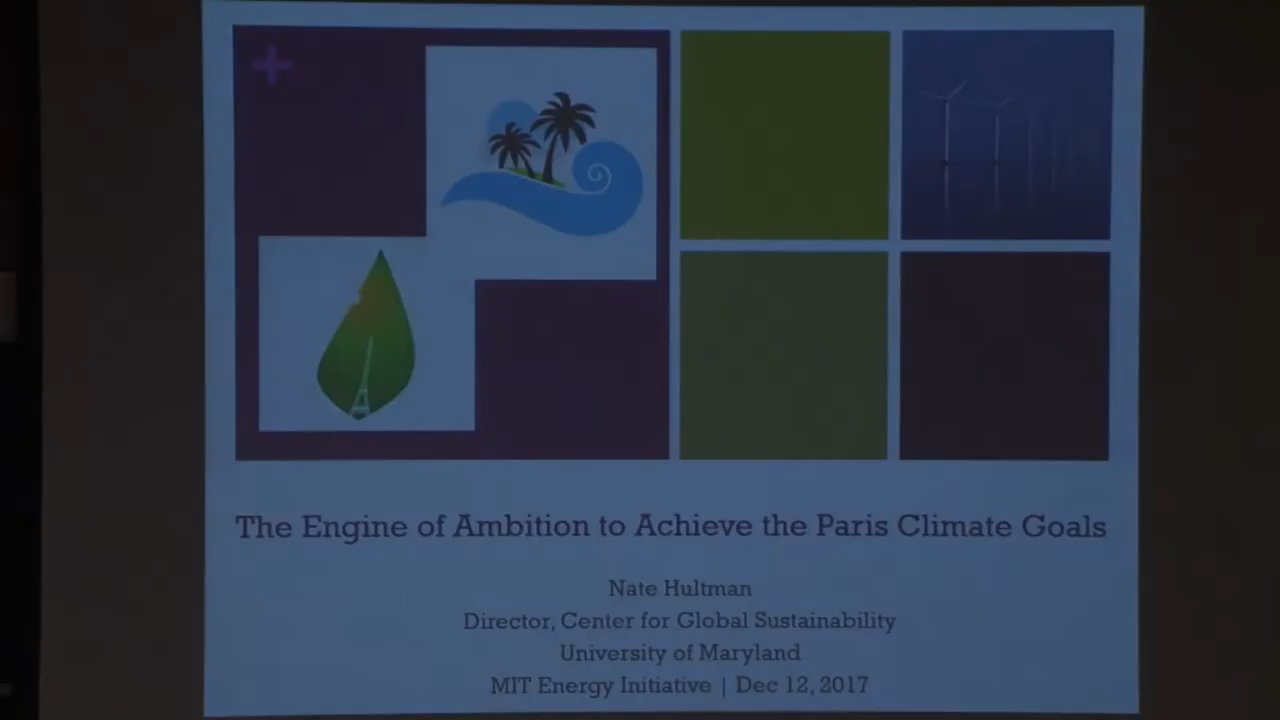 The Engine of Ambition to Achieve the Paris Climate Goals
Nate Hultman
Director, Center for Global Sustainability
University of Maryland
MIT Energy Initiative | Dec 12, 2017